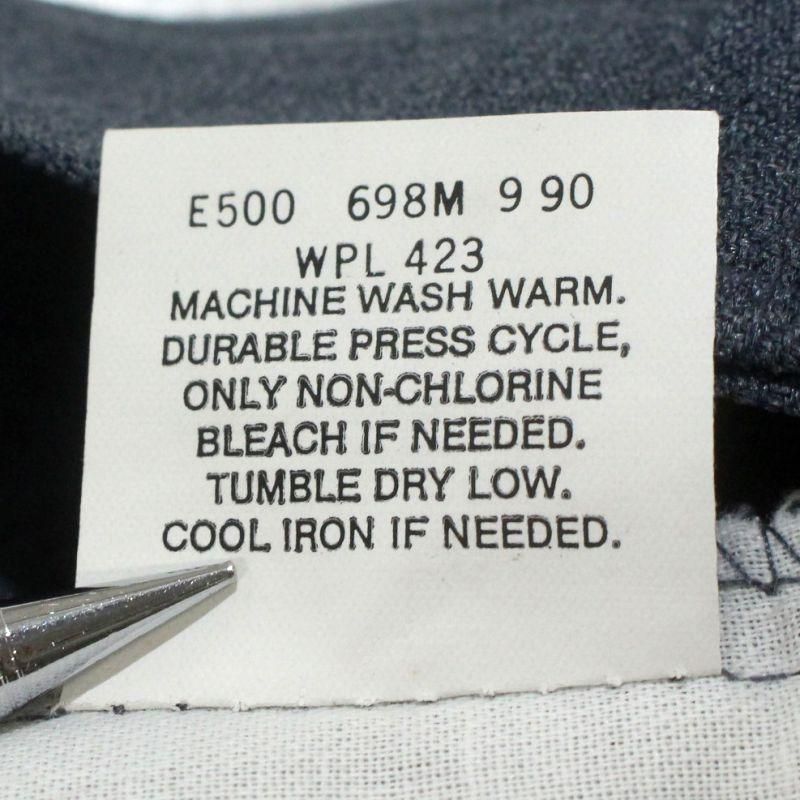 E500 698M 9 90
WPL 423
MACHINE WASH WARM.
DURABLE PRESS CYCLE,
ONLY NON-CHLORINE
BLEACH IF NEEDED.
TUMBLE DRY LOW.
COOL IRON IF NEEDED.